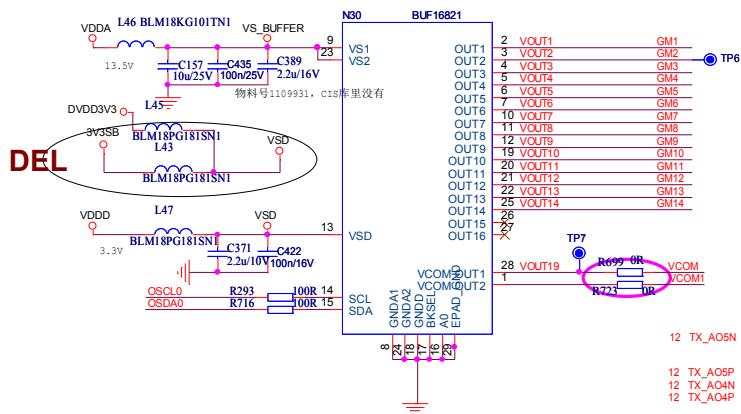 L46 BLM18KG101TN1
VDDA
VS_BUFFER
13.5V
C157
10u/25V
C435
100n/25V
C389
2.2u/16V
物料号1109931，CIS库里没有
L45
DVDD3V3
BLM18PG181SN1
3V3SB
L43
VSD
BLM18PG181SN1
DEL
L47
VDDD
VSD
BLM18PG181SN1
3.3V
C371
2.2u/10V
C422
100n/16V
OSCL0 R293 100R 14 SCL
OSDA0 R716 100R 15 SDA
N30 BUF16821
9 VS1
23 VS2
13 VSD
OUT1 2 VOUT1 GM1
OUT2 3 VOUT2 GM2
TP6
OUT3 4 VOUT3 GM3
OUT4 5 VOUT4 GM4
OUT5 6 VOUT5 GM5
OUT6 7 VOUT6 GM6
OUT7 10 VOUT7 GM7
OUT8 11 VOUT8 GM8
OUT9 12 VOUT9 GM9
OUT10 19 VOUT10 GM10
OUT11 20 VOUT11 GM11
OUT12 21 VOUT12 GM12
OUT13 22 VOUT13 GM13
OUT14 25 VOUT14 GM14
OUT15 26
OUT16 27
TP7
VCOMOUT1 28 VOUT19 R699 0R VCOM
VCOMOUT2 1 R723 0R VCOM1
GNDA1 8
GNDA2 24
GNDD 18
BKSEL 17
A0 16
EPAD_GND 29
12 TX_AO5N
12 TX_AO5P
12 TX_AO4N
12 TX_AO4P